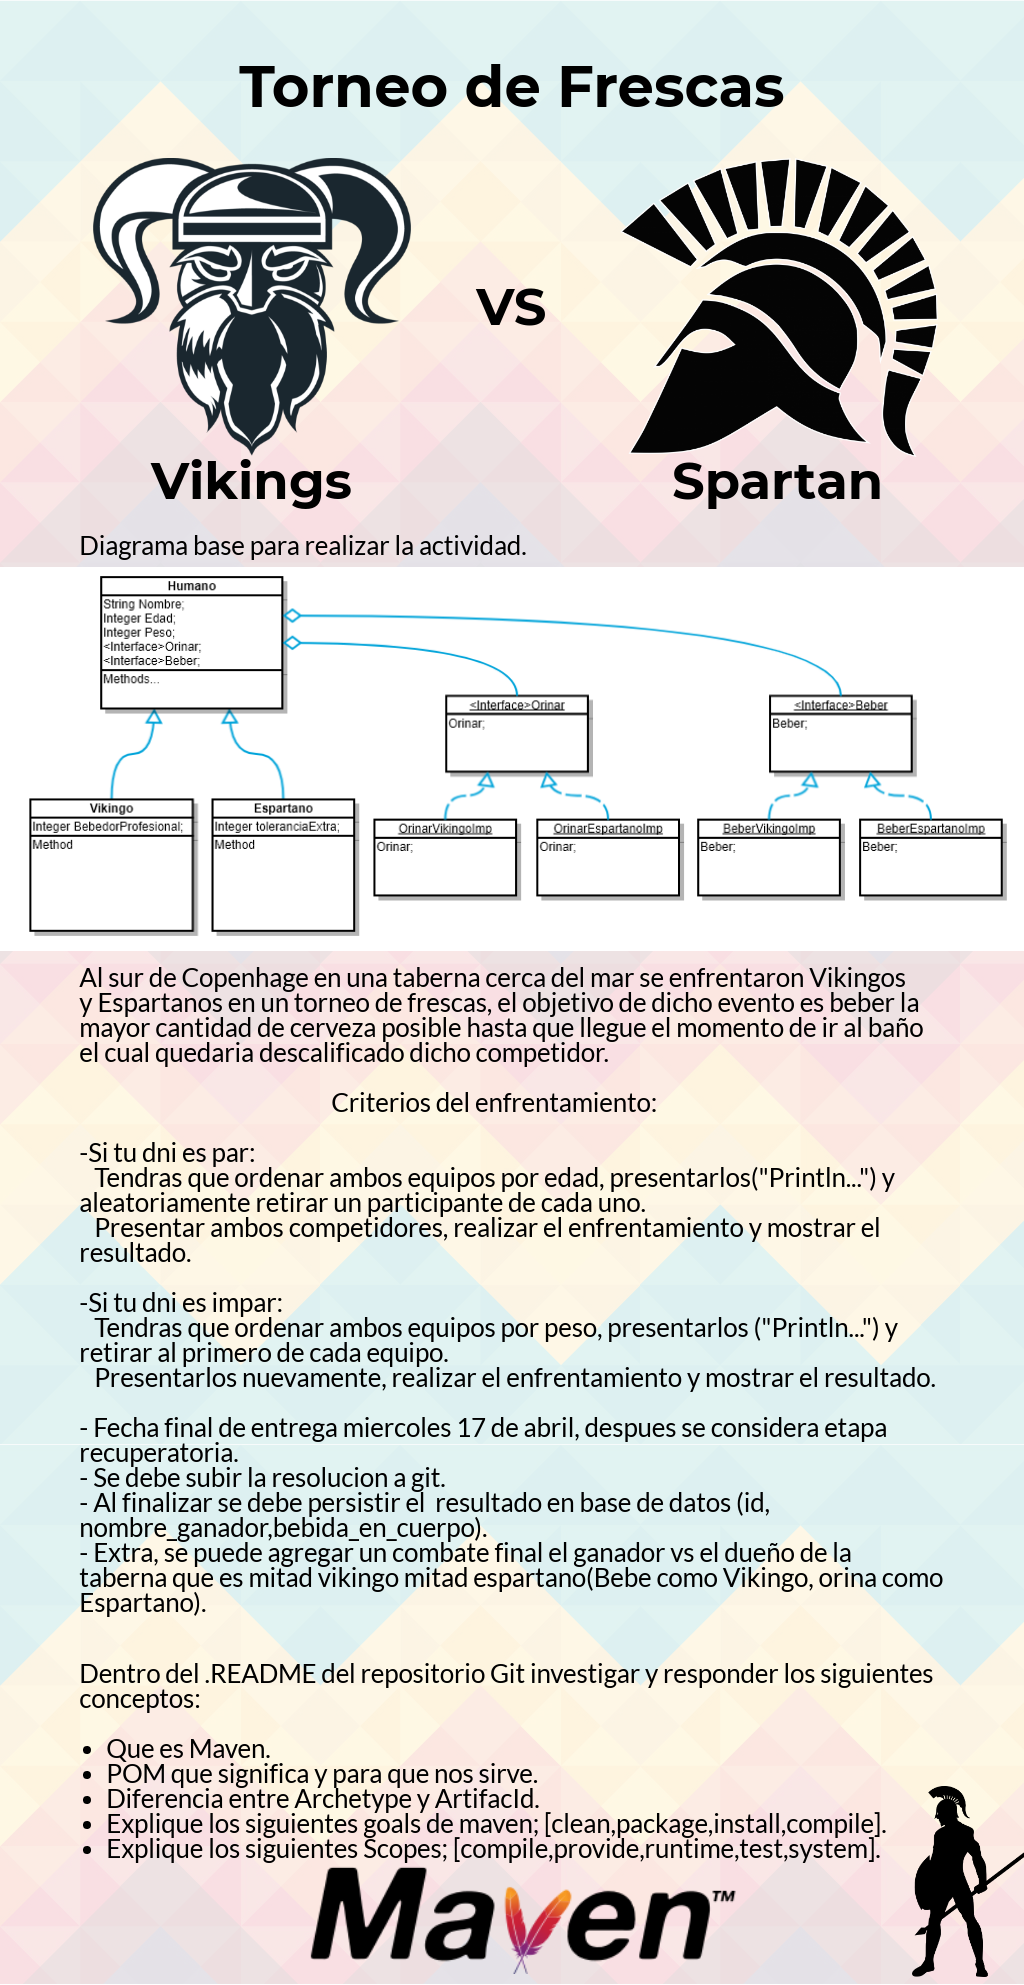 Torneo de Frescas
VS
Vikings
Spartan
Diagrama base para realizar la actividad.
Humano
String Nombre;
Integer Edad;
Integer Peso;
<Interface>Orinar;
<Interface>Beber;
Methods...
<Interface>Orinar
Orinar;
<Interface>Beber
Beber;
Vikingo
Integer BebedorProfesional;
Method
Espartano
Integer toleranciaExtra;
Method
OrinarVikingoImp
Orinar;
OrinarEspartanoImp
Orinar;
BeberVikingoImp
Beber;
BeberEspartanoImp
Beber;
Al sur de Copenhage en una taberna cerca del mar se enfrentaron Vikingos
y Espartanos en un torneo de frescas, el objetivo de dicho evento es beber la
mayor cantidad de cerveza posible hasta que llegue el momento de ir al baño
el cual quedaria descalificado dicho competidor.
Criterios del enfrentamiento:
-Si tu dni es par:
Tendras que ordenar ambos equipos por edad, presentarlos("Println...") y
aleatoriamente retirar un participante de cada uno.
Presentar ambos competidores, realizar el enfrentamiento y mostrar el
resultado.
-Si tu dni es impar:
Tendras que ordenar ambos equipos por peso, presentarlos ("Println...") y
retirar al primero de cada equipo.
Presentarlos nuevamente, realizar el enfrentamiento y mostrar el resultado.
- Fecha final de entrega miercoles 17 de abril, despues se considera etapa
recuperatoria.
- Se debe subir la resolucion a git.
- Al finalizar se debe persistir el  resultado en base de datos (id,
nombre_ganador,bebida_en_cuerpo).
- Extra, se puede agregar un combate final el ganador vs el dueño de la
taberna que es mitad vikingo mitad espartano(Bebe como Vikingo, orina como
Espartano).
Dentro del .README del repositorio Git investigar y responder los siguientes
conceptos:
• Que es Maven.
• POM que significa y para que nos sirve.
• Diferencia entre Archetype y ArtifacId.
• Explique los siguientes goals de maven; [clean,package,install,compile].
• Explique los siguientes Scopes; [compile,provide,runtime,test,system].
Maven™